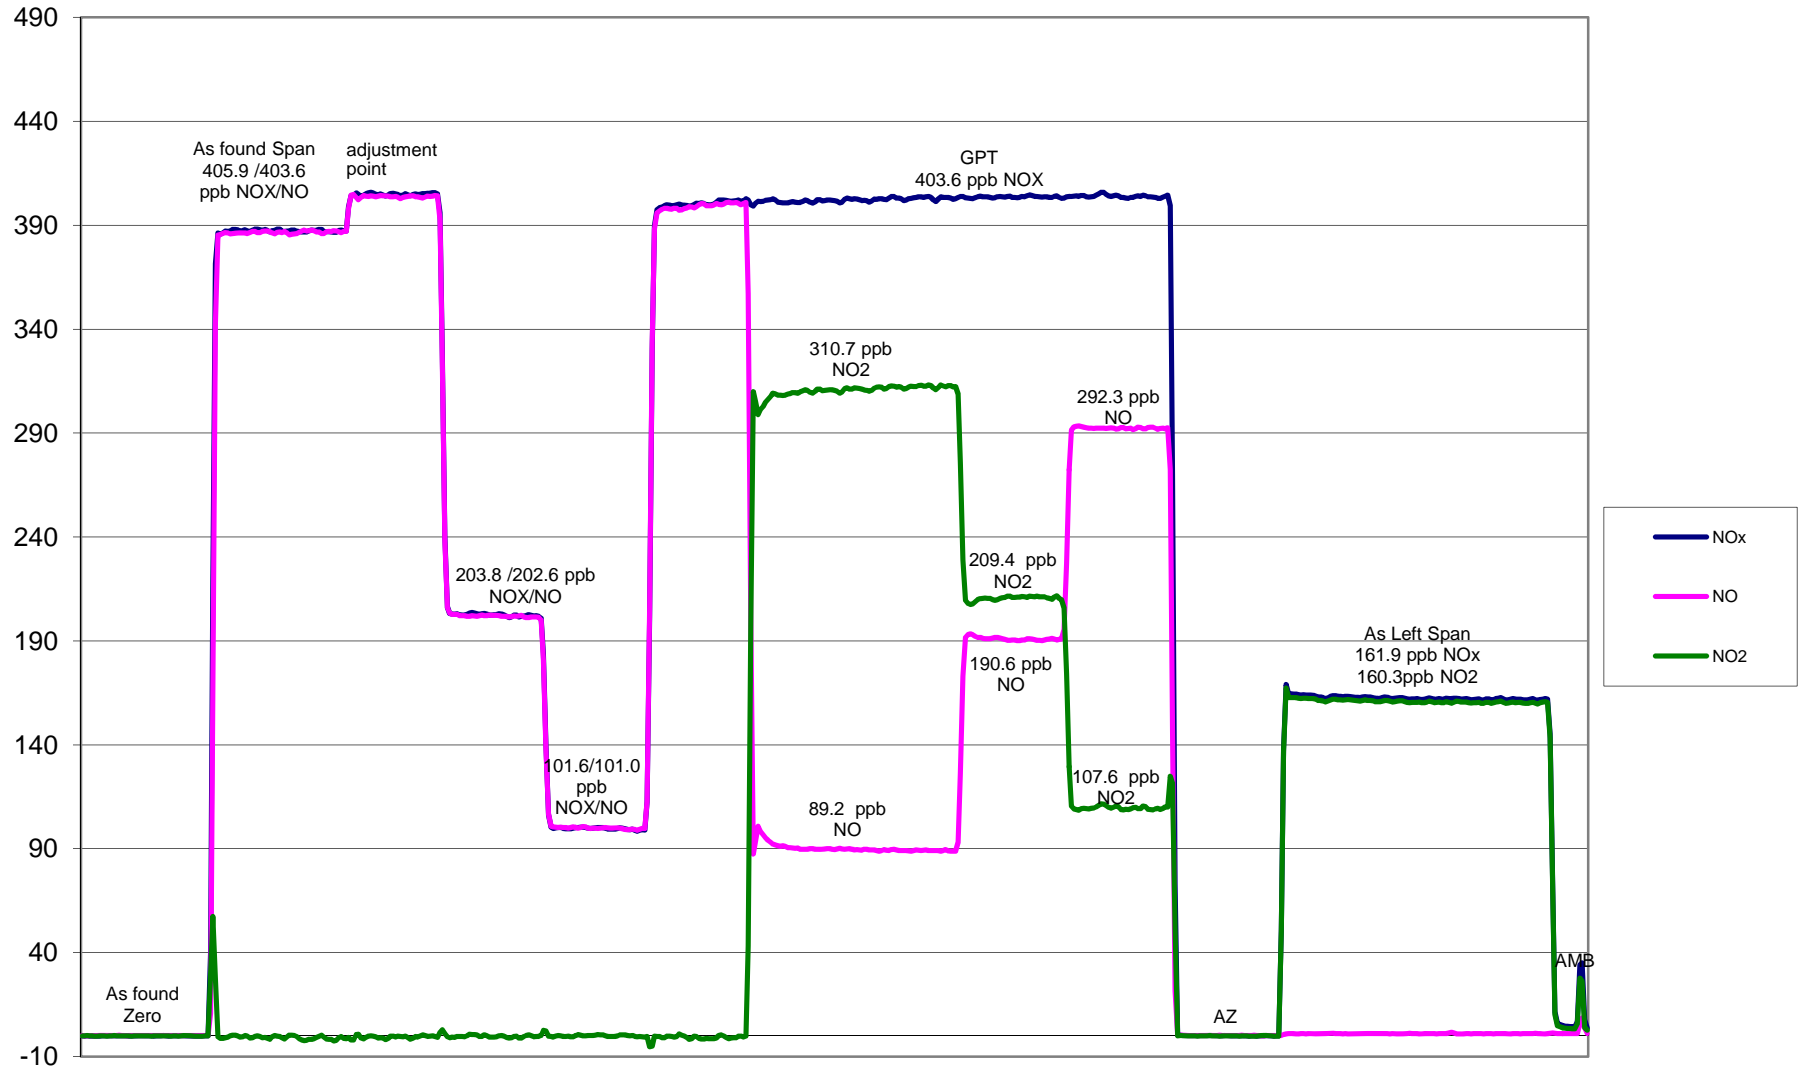 490
440
390
340
290
240
190
140
90
40
-10
As found
Zero
As found Span
405.9 /403.6
ppb NOX/NO
adjustment
point
203.8 /202.6 ppb
NOX/NO
101.6/101.0
ppb
NOX/NO
GPT
403.6 ppb NOX
310.7 ppb
NO2
89.2  ppb
NO
209.4  ppb
NO2
190.6 ppb
NO
292.3 ppb
NO
107.6  ppb
NO2
AZ
As Left Span
161.9 ppb NOx
160.3ppb NO2
AMB
NOx
NO
NO2